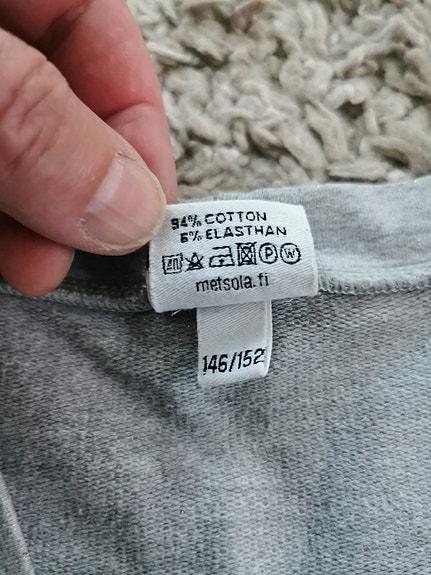 94% COTTON
6% ELASTHAN
P W
metsola.fi
146/152